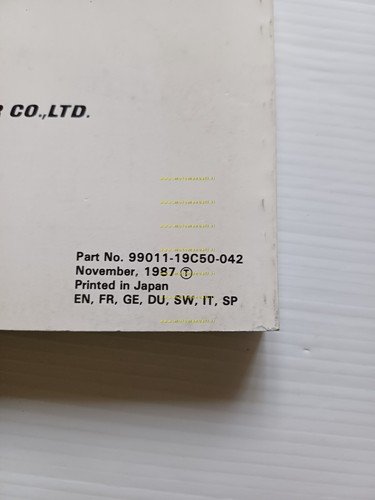 R CO.,LTD.
Part No. 99011-19C50-042
November, 1987 Ⓣ
Printed in Japan
EN, FR, GE, DU, SW, IT, SP